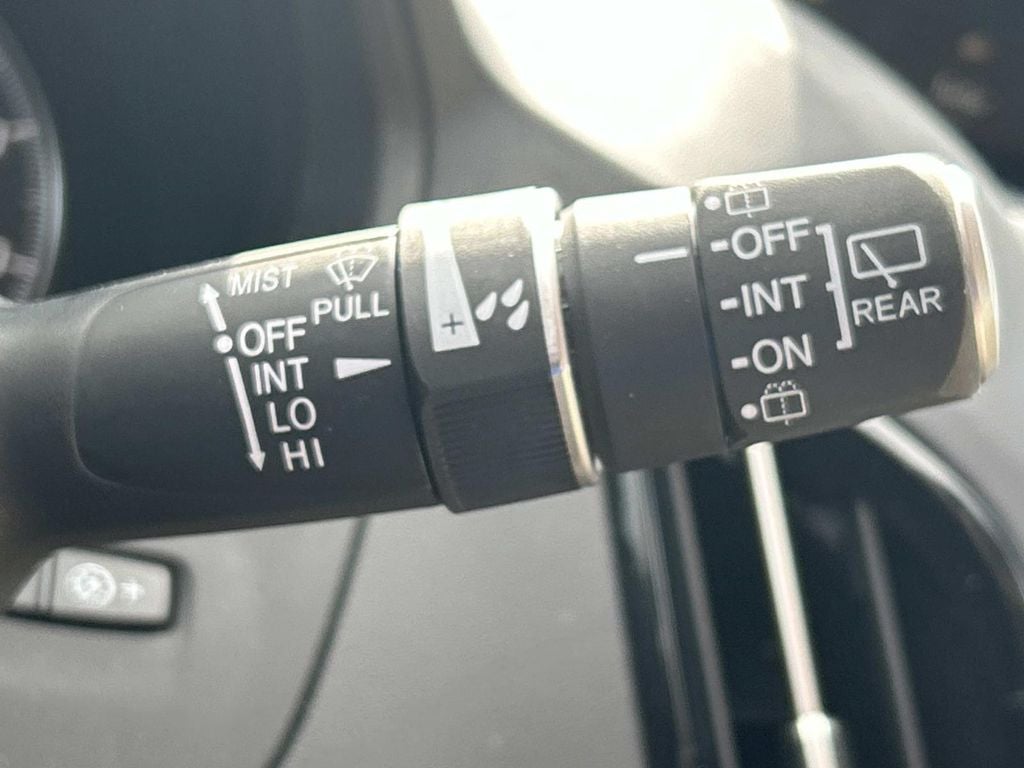 MIST
PULL
OFF
INT
LO
HI
+
-OFF
-INT
-ON
REAR